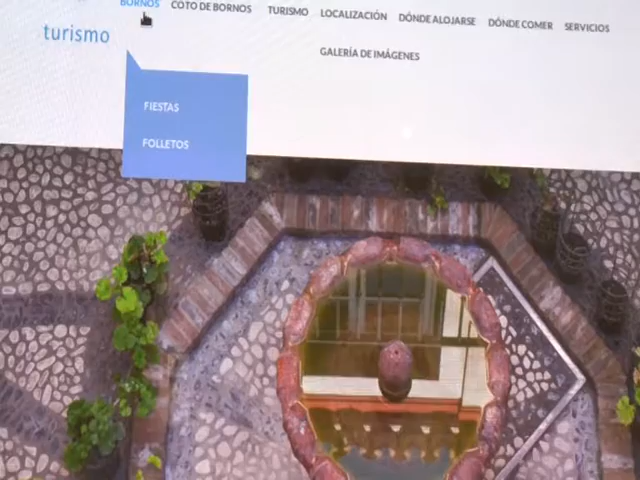 BORNOS COTO DE BORNOS TURISMO LOCALIZACIÓN DÓNDE ALOJARSE DÓNDE COMER SERVICIOS
turismo
GALERÍA DE IMÁGENES
FIESTAS
FOLLETOS